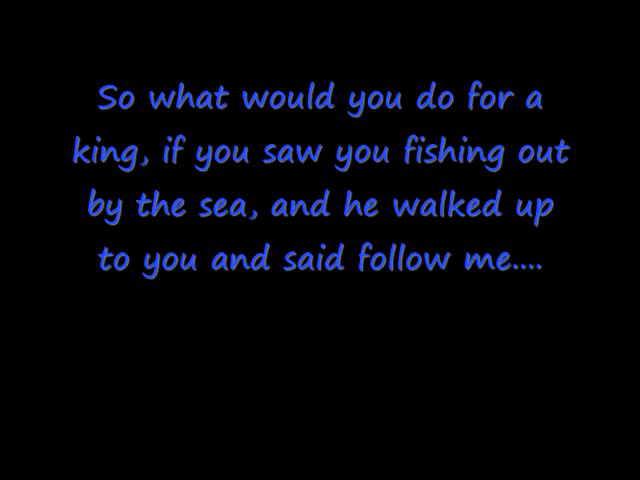 So what would you do for a
king, if you saw you fishing out
by the sea, and he walked up
to you and said follow me....